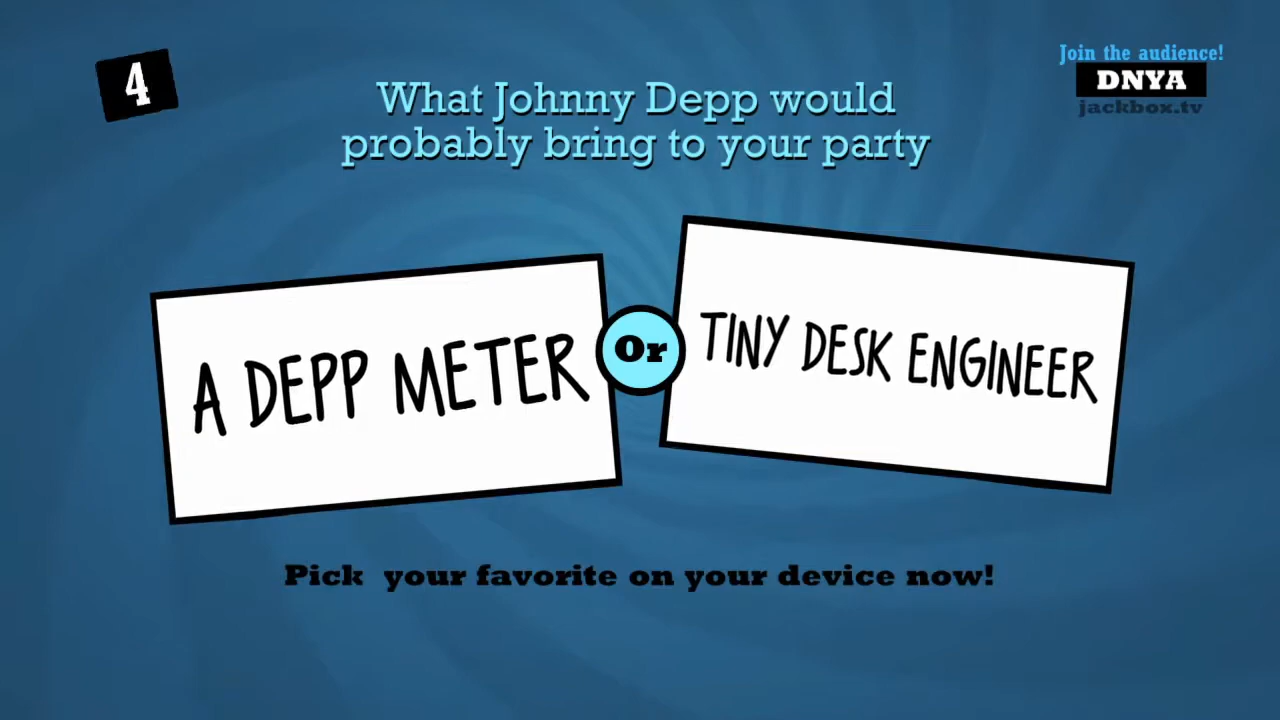 4
Join the audience!
DNYA
jackbox.tv
What Johnny Depp would
probably bring to your party
A DEPP METER
Or
TINY DESK ENGINEER
Pick your favorite on your device now!